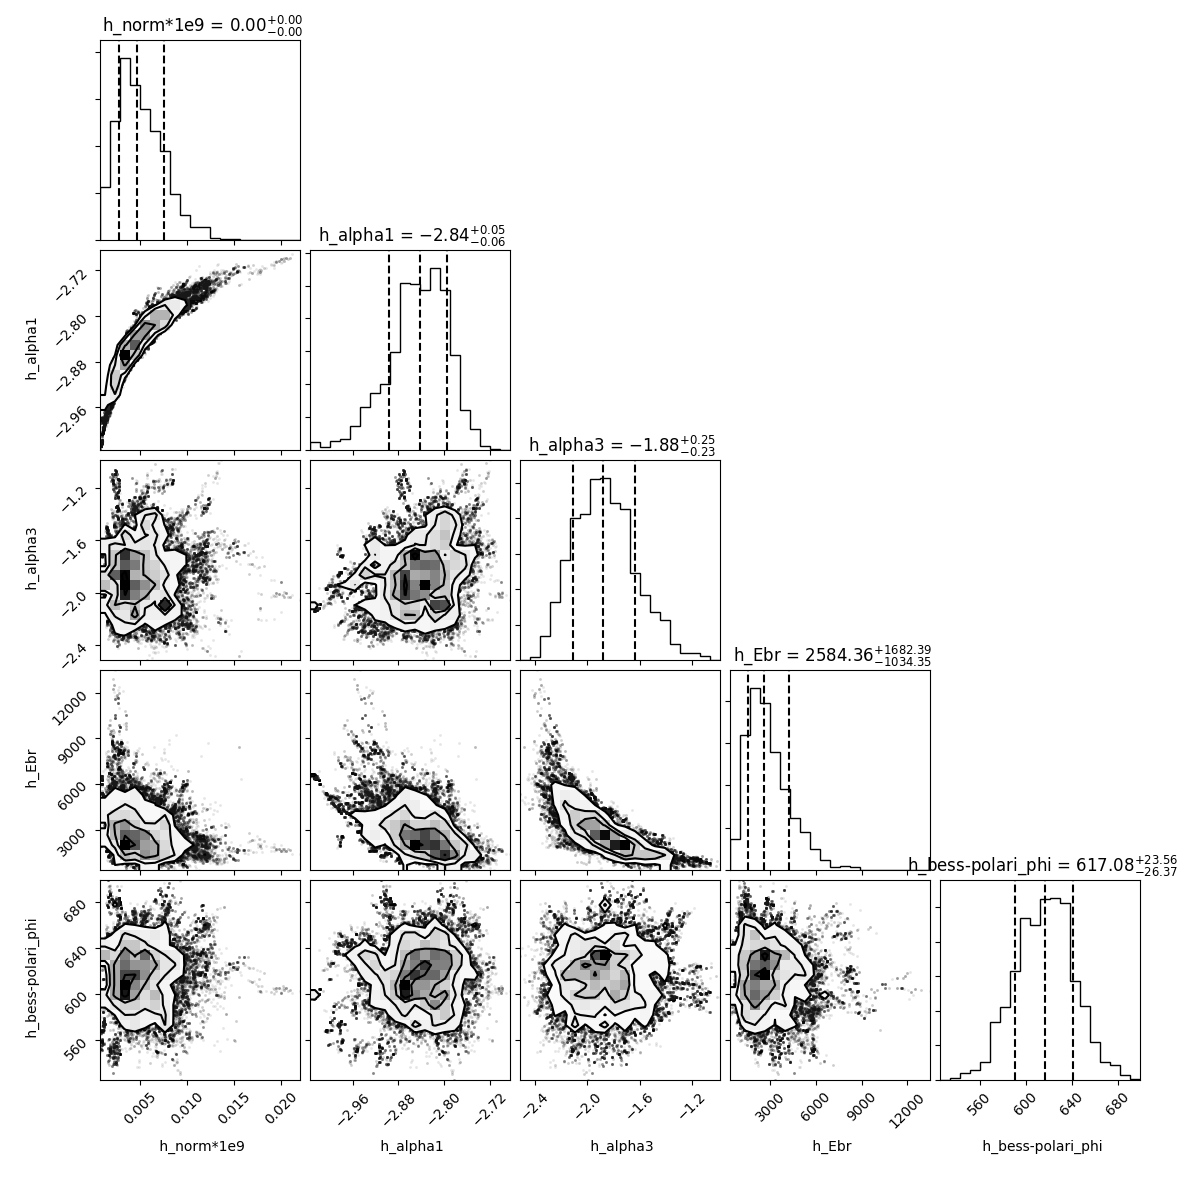 h_norm*1e9 = 0.00+0.00−0.00
h_alpha1 = −2.84+0.05−0.06
−2.72
−2.80
−2.88
−2.96
h_alpha1
h_alpha3 = −1.88+0.25−0.23
−1.2
−1.6
−2.0
−2.4
h_alpha3
h_Ebr = 2584.36+1682.39−1034.35
12000
9000
6000
3000
h_Ebr
h_bess-polari_phi = 617.08+23.56−26.37
680
640
600
560
h_bess-polari_phi
0.005 0.010 0.015 0.020 −2.96 −2.88 −2.80 −2.72 −2.4 −2.0 −1.6 −1.2 3000 6000 9000 12000 560 600 640 680
h_norm*1e9 h_alpha1 h_alpha3 h_Ebr h_bess-polari_phi